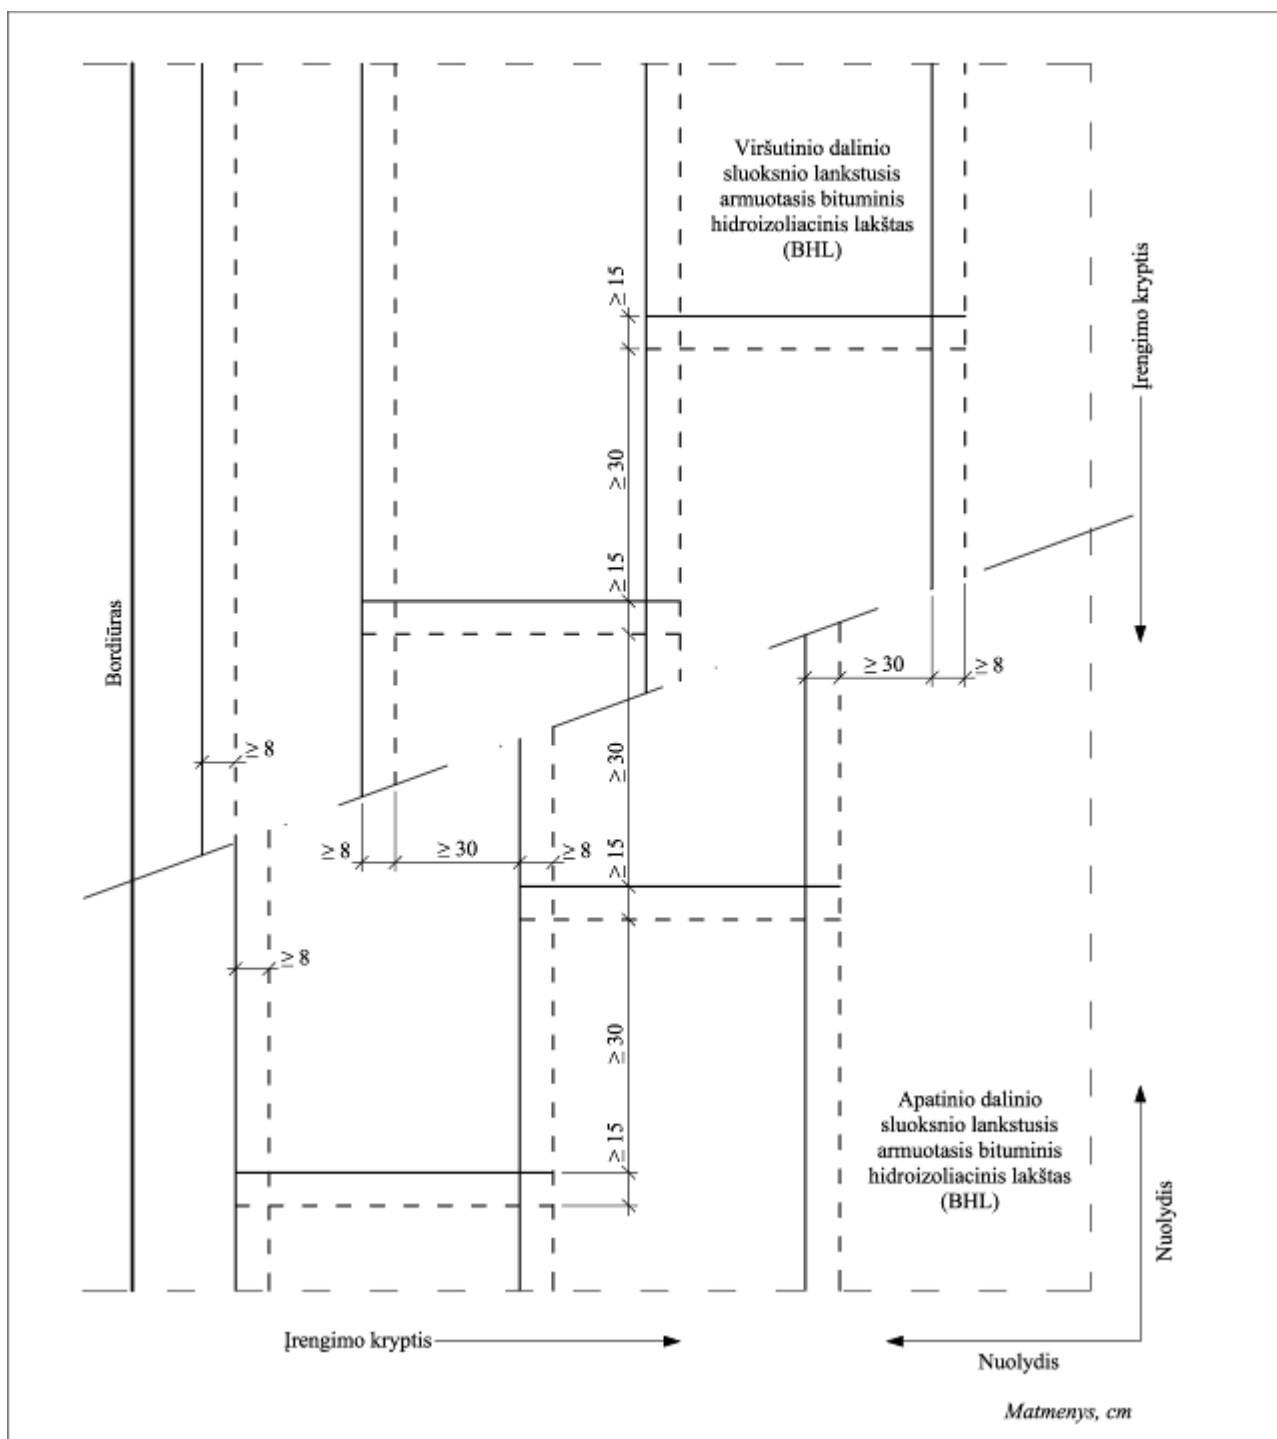 Viršutinio dalinio
sluoksnio lankstusis
armuotasis bituminis
hidroizoliacinis lakštas
(BHL)
≥ 15
Įrengimo kryptis
≥ 30
≥ 15
Bordiūras
≥ 30
≥ 8
≥ 8
≥ 30
≥ 8
≥ 30
≥ 8
≥ 15
≥ 8
≥ 30
Apatinio dalinio
sluoksnio lankstusis
armuotasis bituminis
hidroizoliacinis lakštas
(BHL)
≥ 15
Nuolydis
Įrengimo kryptis
Nuolydis
Matmenys, cm